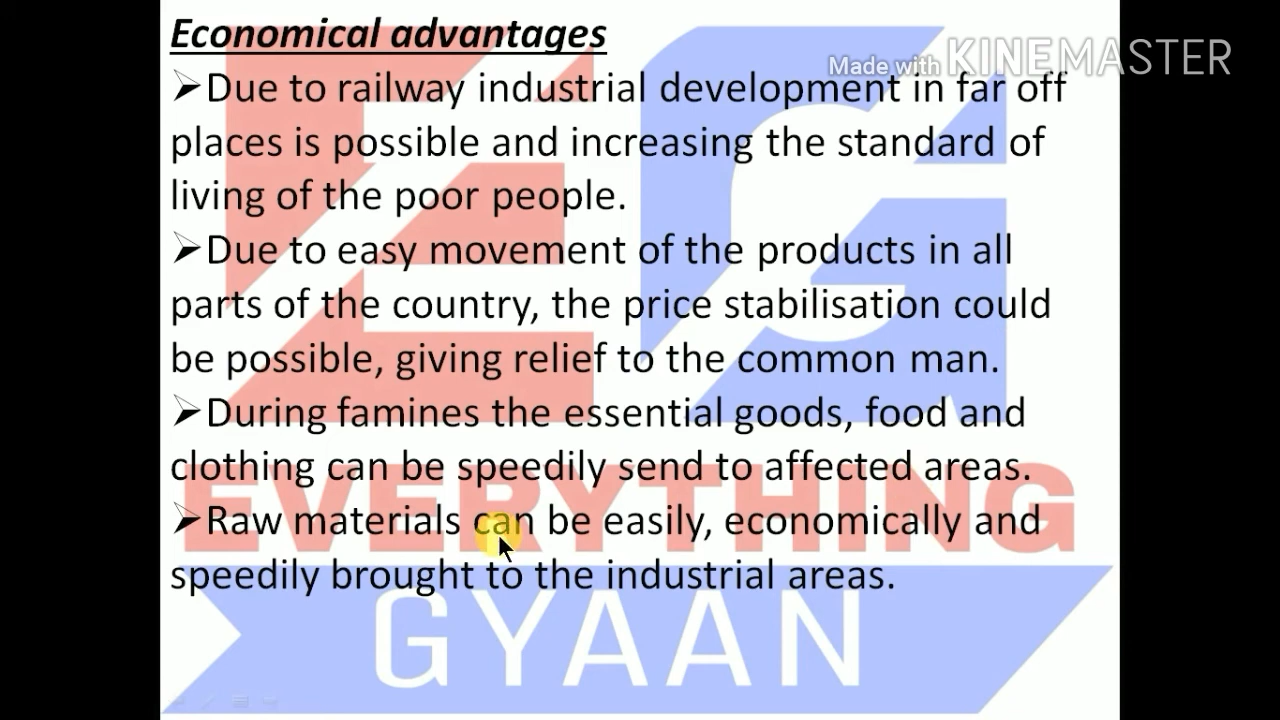 Economical advantages
Made with KINEMASTER
➢Due to railway industrial development in far off
places is possible and increasing the standard of
living of the poor people.
➢Due to easy movement of the products in all
parts of the country, the price stabilisation could
be possible, giving relief to the common man.
➢During famines the essential goods, food and
clothing can be speedily send to affected areas.
➢Raw materials can be easily, economically and
speedily brought to the industrial areas.
EG
EVERYTHING
GYAAN